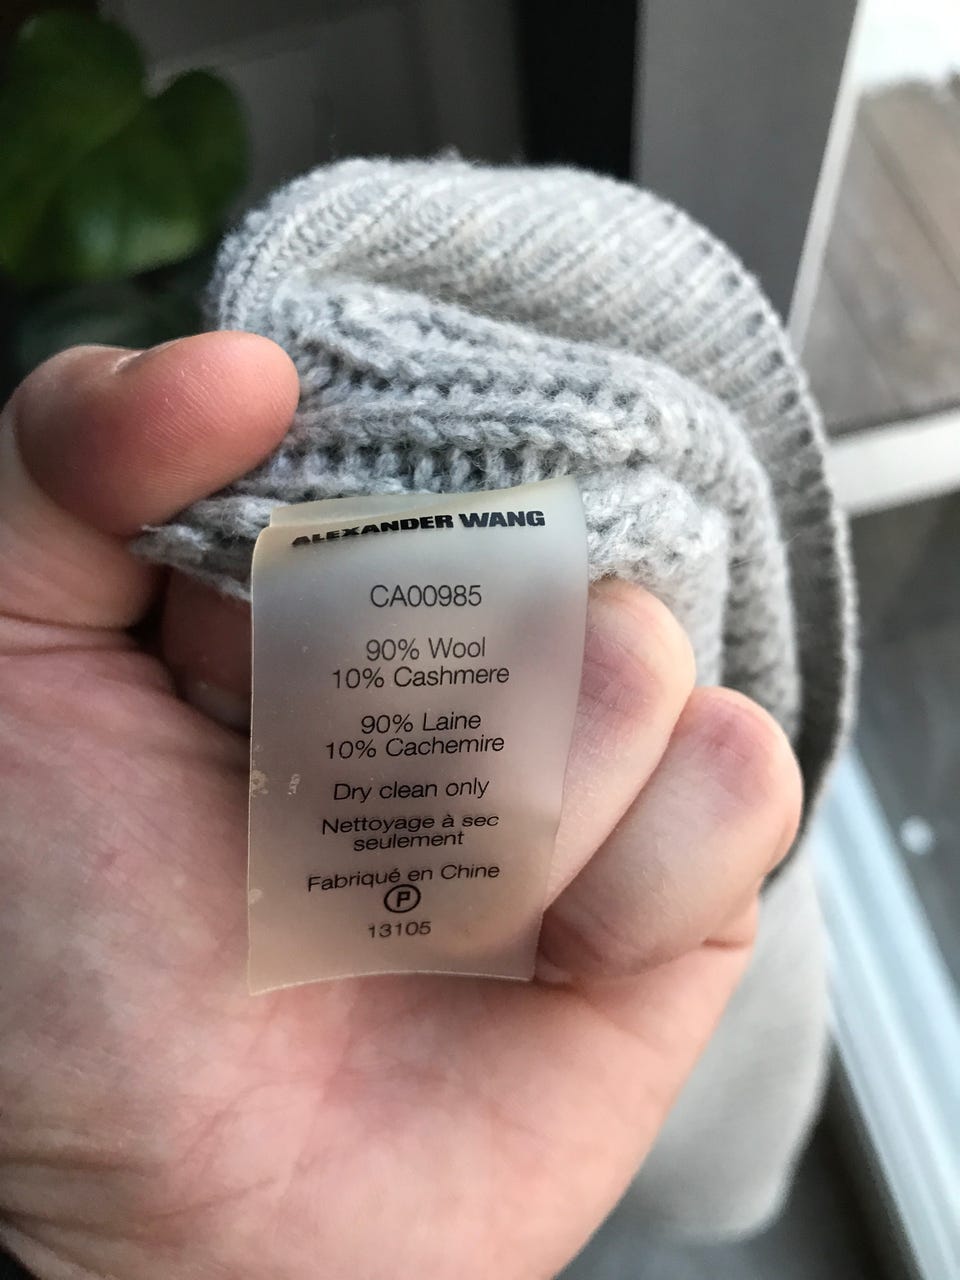 ALEXANDER WANG
CA00985
90% Wool
10% Cashmere
90% Laine
10% Cachemire
Dry clean only
Nettoyage à sec
seulement
Fabriqué en Chine
P
13105